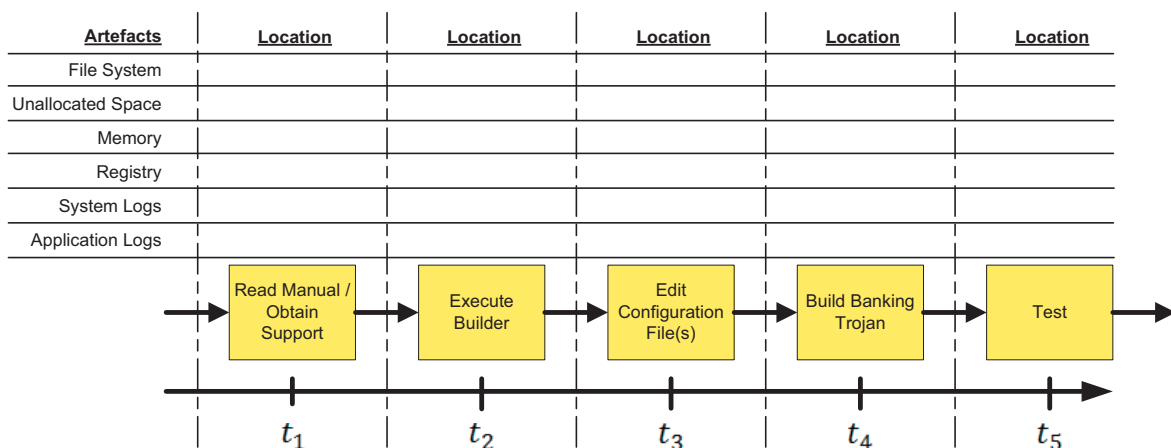 Artefacts Location Location Location Location Location
File System
Unallocated Space
Memory
Registry
System Logs
Application Logs
Read Manual /
Obtain
Support
Execute
Builder
Edit
Configuration
File(s)
Build Banking
Trojan
Test
t₁ t₂ t₃ t₄ t₅